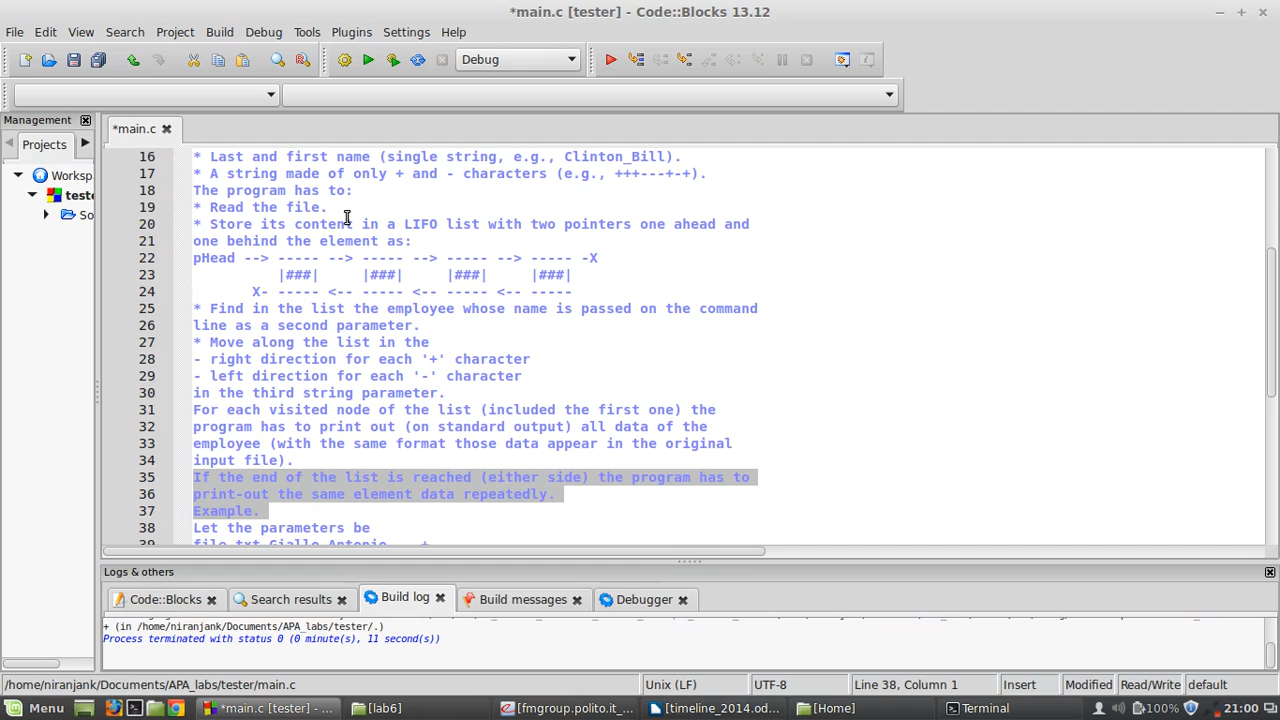 *main.c [tester] - Code::Blocks 13.12
File Edit View Search Project Build Debug Tools Plugins Settings Help
Debug
Management
*main.c
Projects
Worksp
teste
So
16 * Last and first name (single string, e.g., Clinton_Bill).
17 * A string made of only + and - characters (e.g., +++---+-+).
18 The program has to:
19 * Read the file.
20 * Store its content in a LIFO list with two pointers one ahead and
21 one behind the element as:
22 pHead --> ----- --> ----- --> ----- --> ----- -X
23 |###| |###| |###| |###|
24 X- ----- <-- ----- <-- ----- <-- -----
25 * Find in the list the employee whose name is passed on the command
26 line as a second parameter.
27 * Move along the list in the
28 - right direction for each '+' character
29 - left direction for each '-' character
30 in the third string parameter.
31 For each visited node of the list (included the first one) the
32 program has to print out (on standard output) all data of the
33 employee (with the same format those data appear in the original
34 input file).
35 If the end of the list is reached (either side) the program has to
36 print-out the same element data repeatedly.
37 Example.
38 Let the parameters be
39 file.txt Giallo_Antonio
Logs & others
Code::Blocks Search results Build log Build messages Debugger
+ (in /home/niranjank/Documents/APA_labs/tester/.)
Process terminated with status 0 (0 minute(s), 11 second(s))
/home/niranjank/Documents/APA_labs/tester/main.c Unix (LF) UTF-8 Line 38, Column 1 Insert Modified Read/Write default
Menu *main.c [tester] - ... [lab6] [fmgroup.polito.it_... [timeline_2014.od... [Home] Terminal 100% 21:00